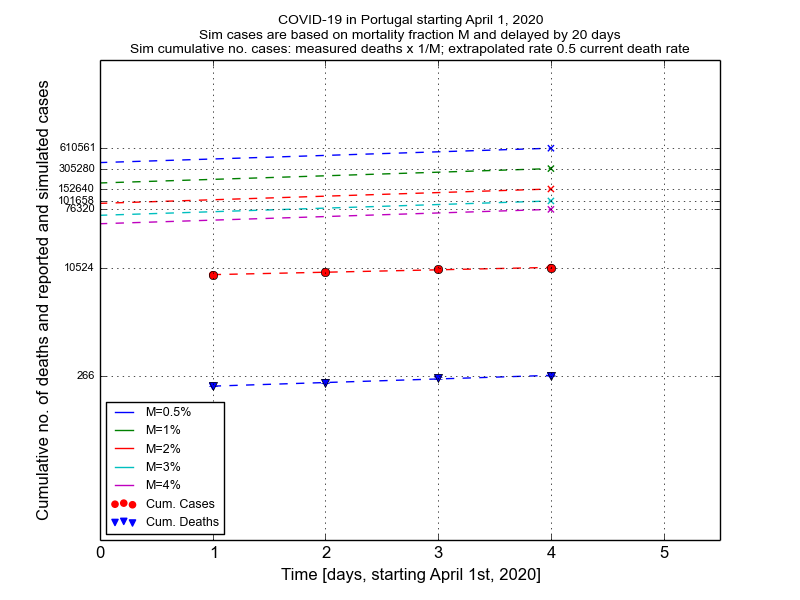 COVID-19 in Portugal starting April 1, 2020
Sim cases are based on mortality fraction M and delayed by 20 days
Sim cumulative no. cases: measured deaths x 1/M; extrapolated rate 0.5 current death rate
Cumulative no. of deaths and reported and simulated cases
610561
305280
152640
101658
76320
10524
266
M=0.5%
M=1%
M=2%
M=3%
M=4%
Cum. Cases
Cum. Deaths
0 1 2 3 4 5
Time [days, starting April 1st, 2020]